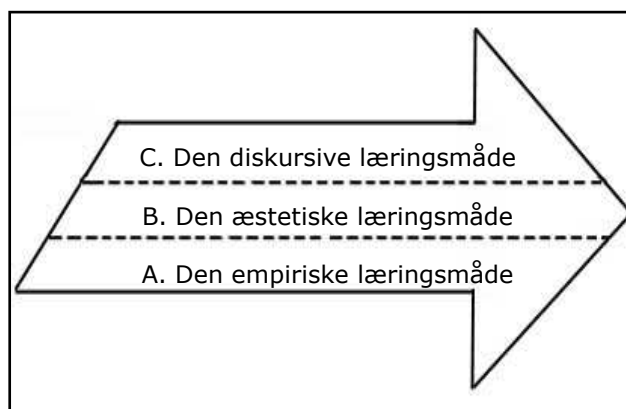 C. Den diskursive læringsmåde
B. Den æstetiske læringsmåde
A. Den empiriske læringsmåde